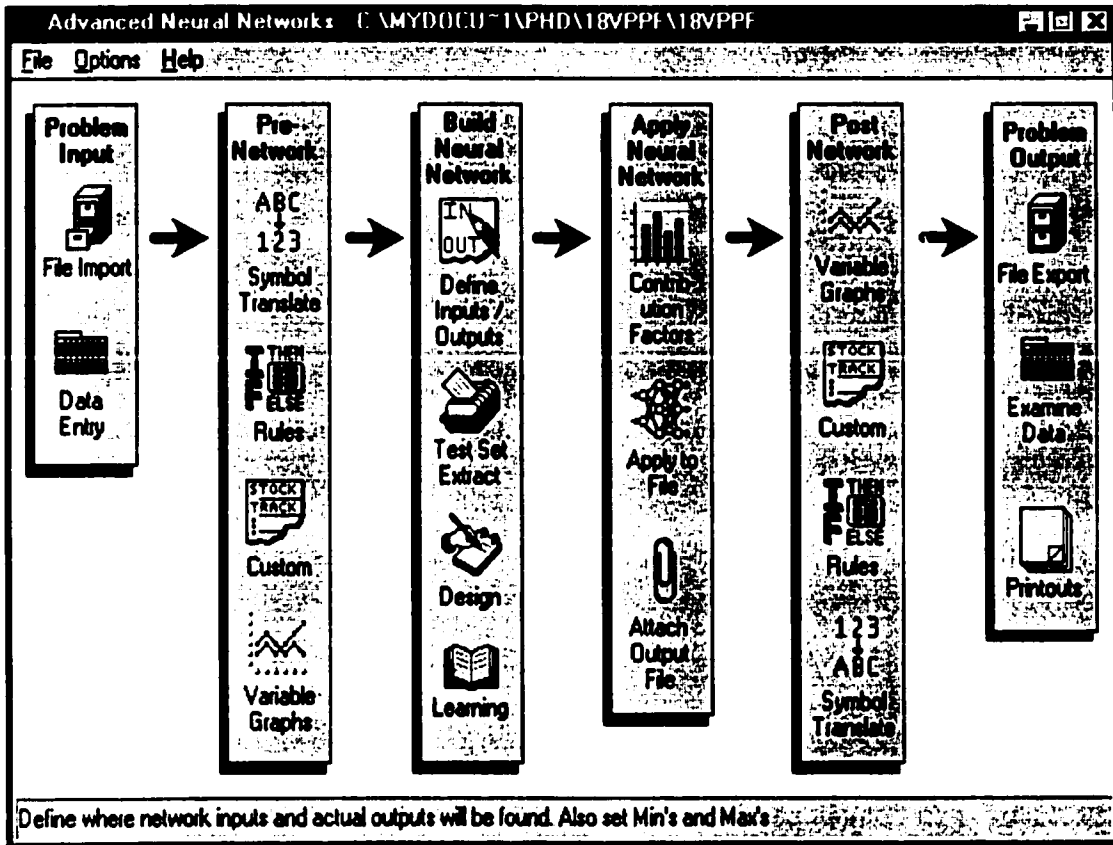 Advanced Neural Networks C:\MYDOCU~1\PHD\18VPPF\18VPPF
File Options Help
Problem
Input
File Import
Data
Entry
Pre-
Network
ABC
123
Symbol
Translate
IF THEN
ELSE
Rules
STOCK
TRACK
Custom
Variable
Graphs
Build
Neural
Network
IN
OUT
Define
Inputs /
Outputs
Test Set
Extract
Design
Learning
Apply
Neural
Network
Contrib-
ution
Factors
Apply to
File
Attach
Output
File
Post
Network
Variable
Graphs
STOCK
TRACK
Custom
IF THEN
ELSE
Rules
123
ABC
Symbol
Translate
Problem
Output
File Export
Examine
Data
Printouts
Define where network inputs and actual outputs will be found. Also set Min's and Max's